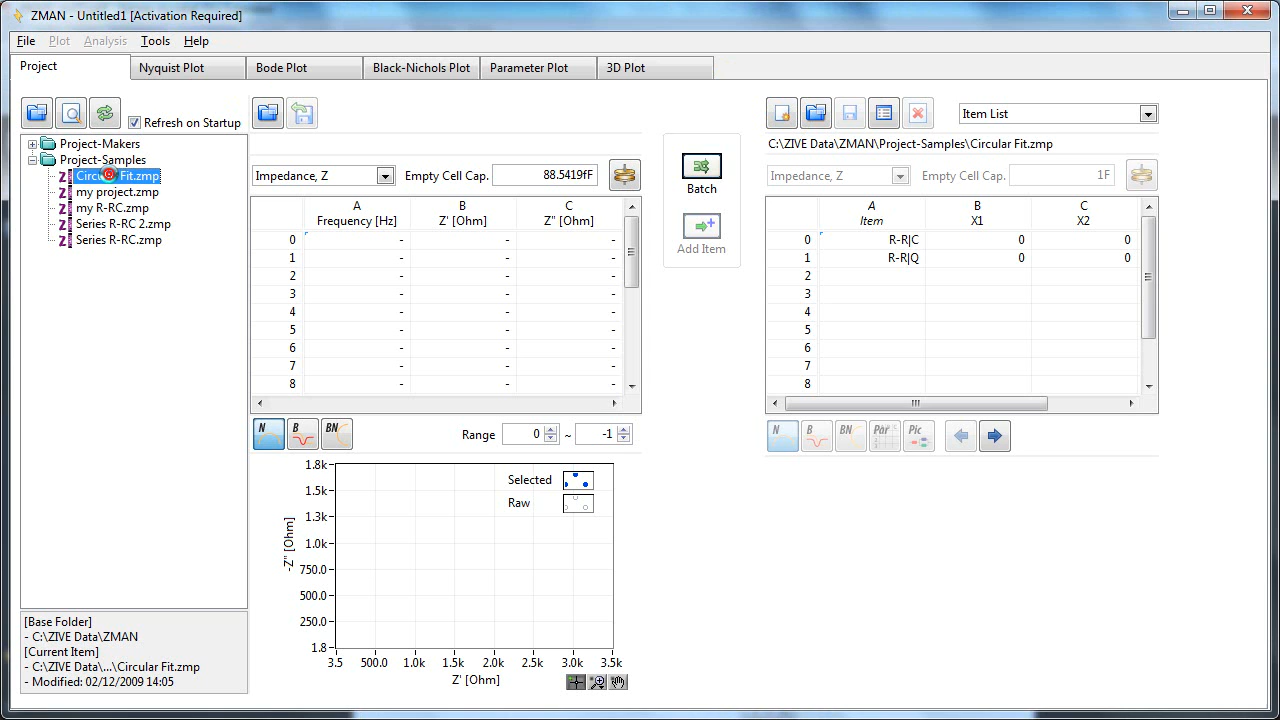 ZMAN - Untitled1 [Activation Required]
File Plot Analysis Tools Help
Project Nyquist Plot Bode Plot Black-Nichols Plot Parameter Plot 3D Plot
Refresh on Startup
Item List
Project-Makers
Project-Samples
Circular Fit.zmp
my project.zmp
my R-RC.zmp
Series R-RC 2.zmp
Series R-RC.zmp
[Base Folder]
- C:\ZIVE Data\ZMAN
[Current Item]
- C:\ZIVE Data\...\Circular Fit.zmp
- Modified: 02/12/2009 14:05
Impedance, Z Empty Cell Cap. 88.5419fF
A B C
Frequency [Hz] Z' [Ohm] Z" [Ohm]
0 - - -
1 - - -
2 - - -
3 - - -
4 - - -
5 - - -
6 - - -
7 - - -
8 - - -
N B BN Range 0 ~ -1
Selected
Raw
-Z" [Ohm]
1.8k
1.5k
1.3k
1.0k
750.0
500.0
250.0
1.8
3.5 500.0 1.0k 1.5k 2.0k 2.5k 3.0k 3.5k
Z' [Ohm]
Batch
Add Item
C:\ZIVE Data\ZMAN\Project-Samples\Circular Fit.zmp
Impedance, Z Empty Cell Cap. 1F
A B C
Item X1 X2
0 R-R|C 0 0
1 R-R|Q 0 0
2
3
4
5
6
7
8
N B BN Par Pic